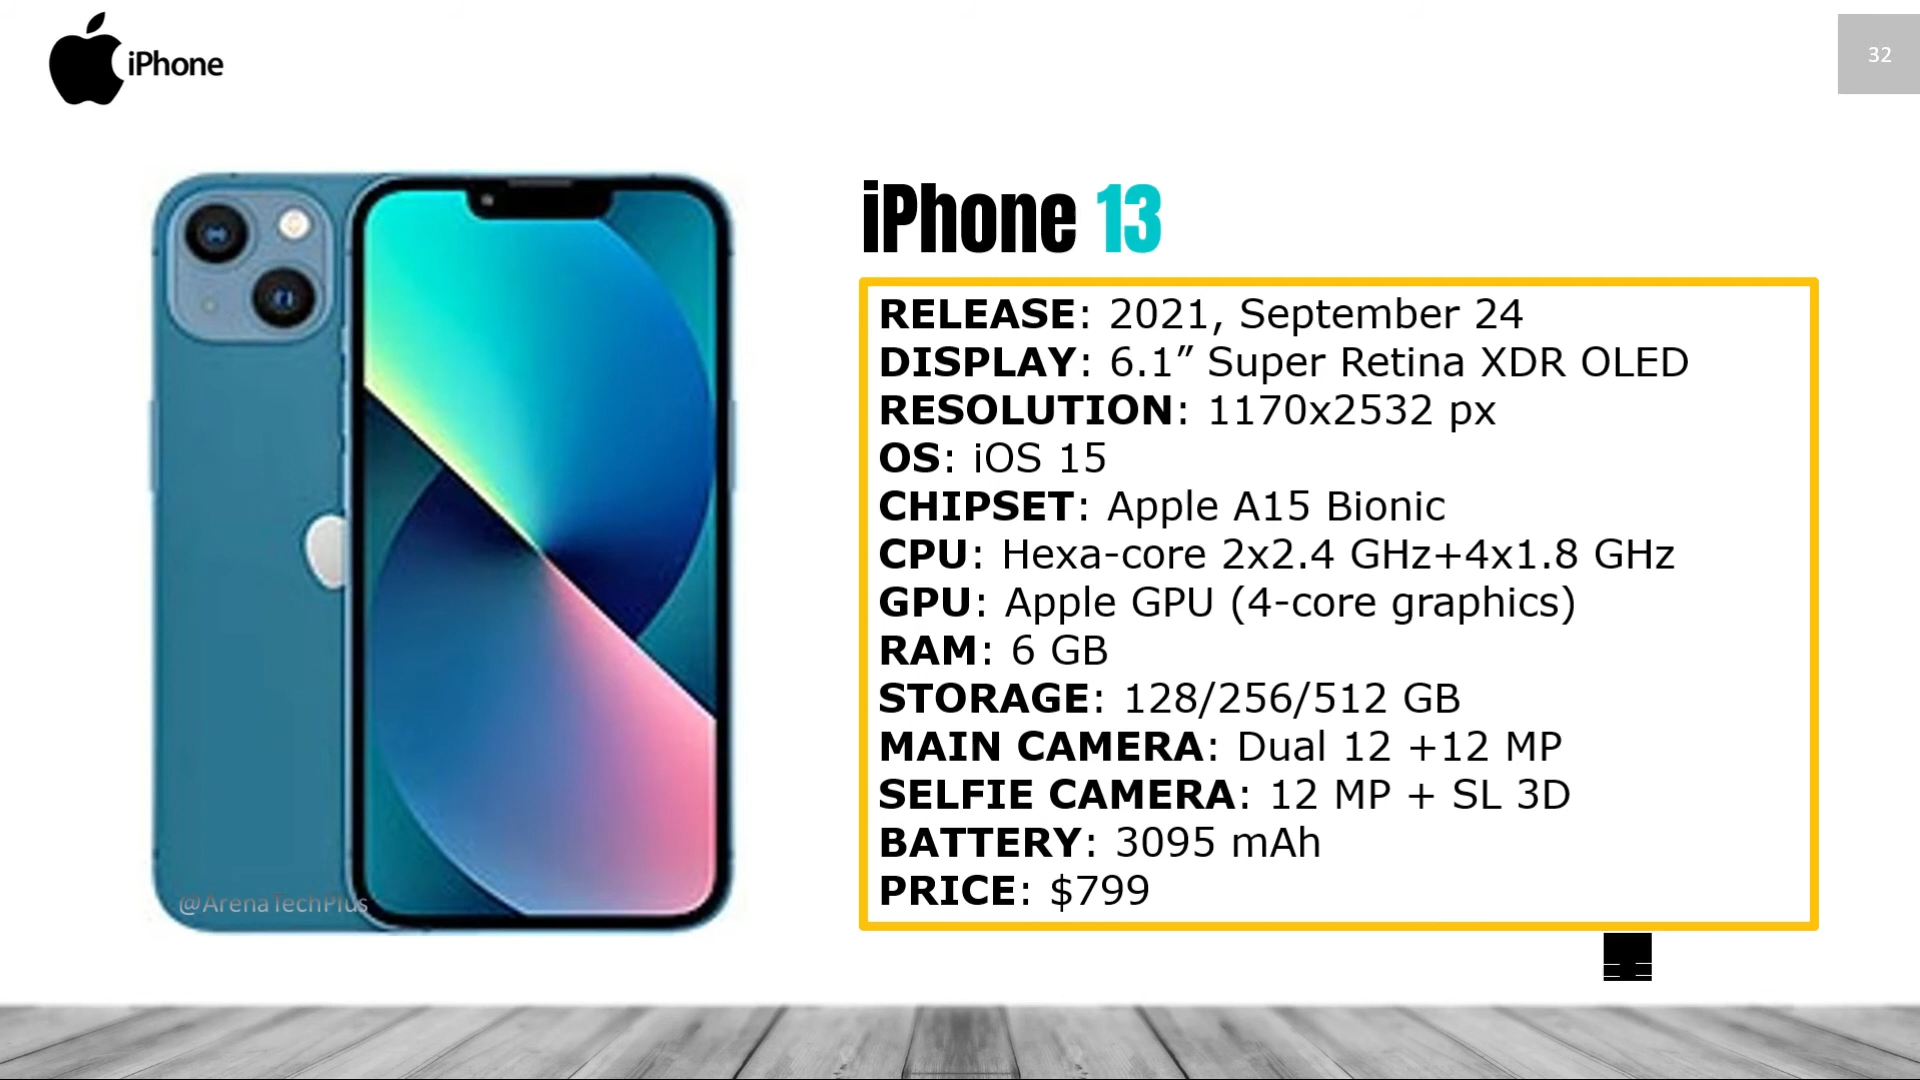 iPhone
32
iPhone 13
RELEASE: 2021, September 24
DISPLAY: 6.1” Super Retina XDR OLED
RESOLUTION: 1170x2532 px
OS: iOS 15
CHIPSET: Apple A15 Bionic
CPU: Hexa-core 2x2.4 GHz+4x1.8 GHz
GPU: Apple GPU (4-core graphics)
RAM: 6 GB
STORAGE: 128/256/512 GB
MAIN CAMERA: Dual 12 +12 MP
SELFIE CAMERA: 12 MP + SL 3D
BATTERY: 3095 mAh
PRICE: $799
@ArenaTechPlus